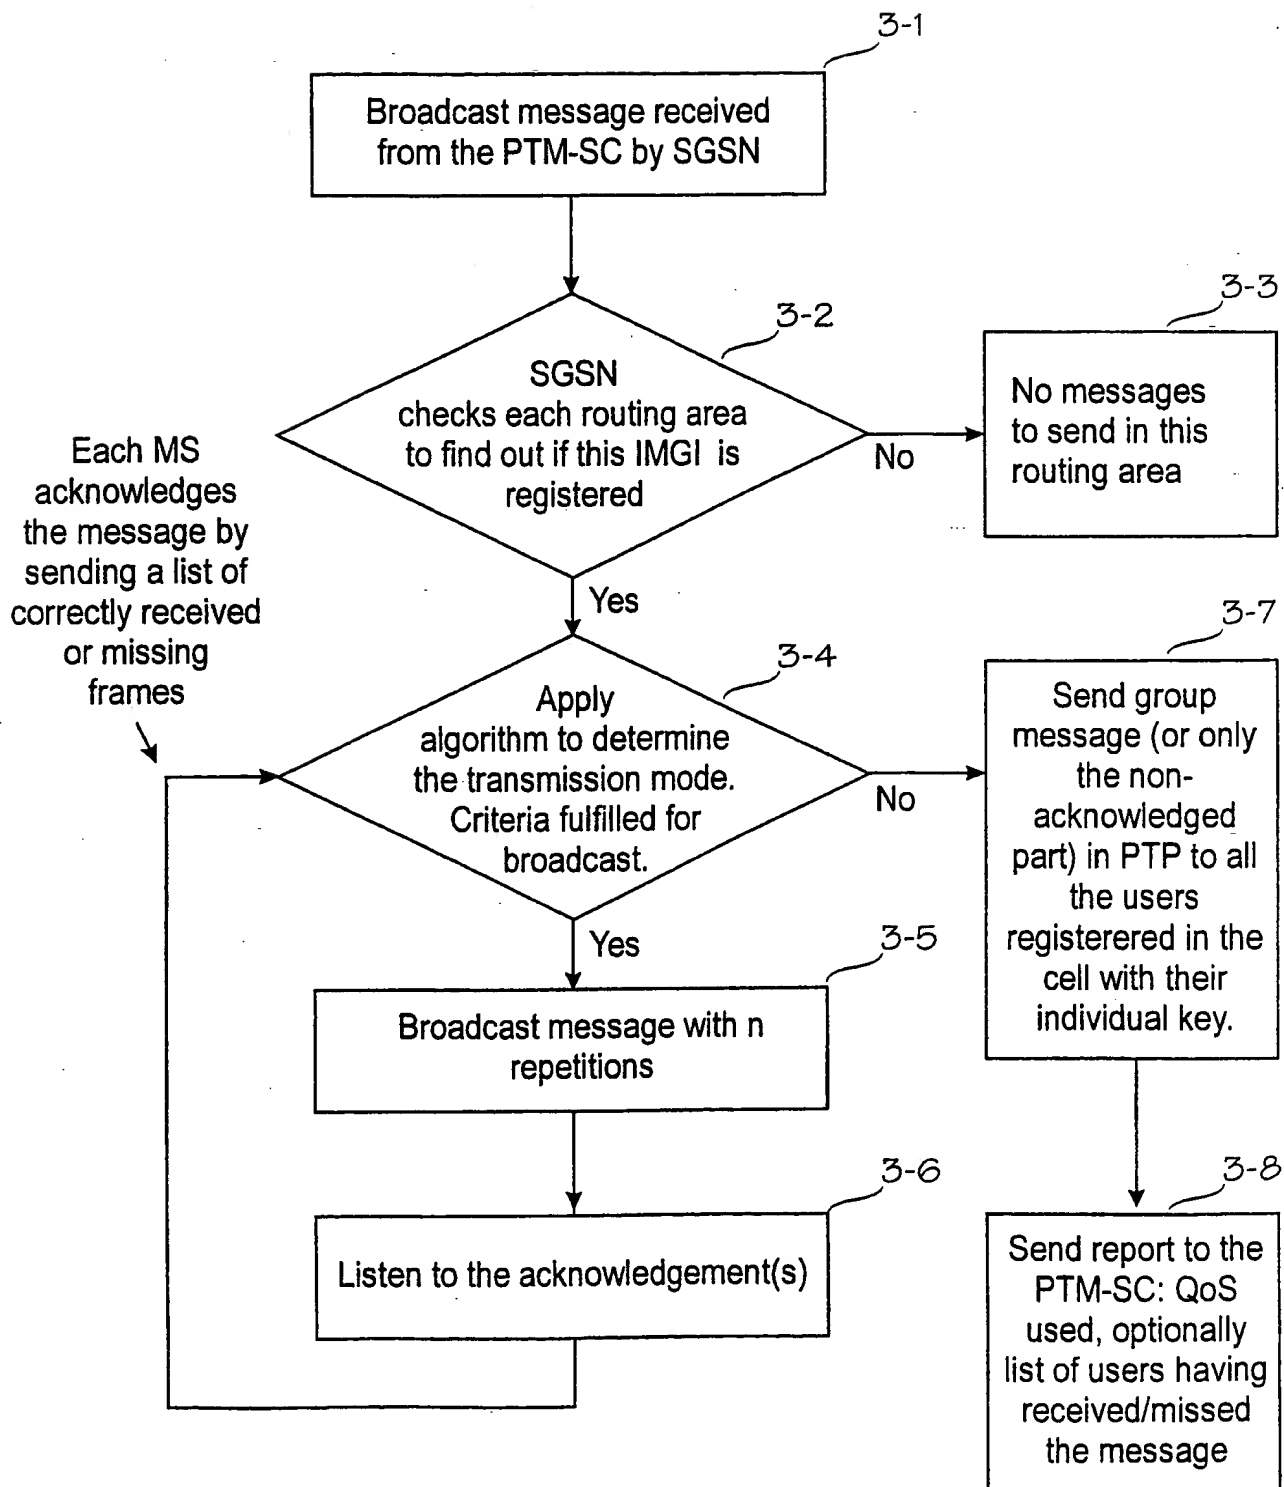 3-1
Broadcast message received
from the PTM-SC by SGSN
3-2
SGSN
checks each routing area
to find out if this IMGI is
registered
No
3-3
No messages
to send in this
routing area
Yes
Each MS
acknowledges
the message by
sending a list of
correctly received
or missing
frames
3-4
Apply
algorithm to determine
the transmission mode.
Criteria fulfilled for
broadcast.
No
3-7
Send group
message (or only
the non-
acknowledged
part) in PTP to all
the users
registerered in the
cell with their
individual key.
Yes
3-5
Broadcast message with n
repetitions
3-6
Listen to the acknowledgement(s)
3-8
Send report to the
PTM-SC: QoS
used, optionally
list of users having
received/missed
the message